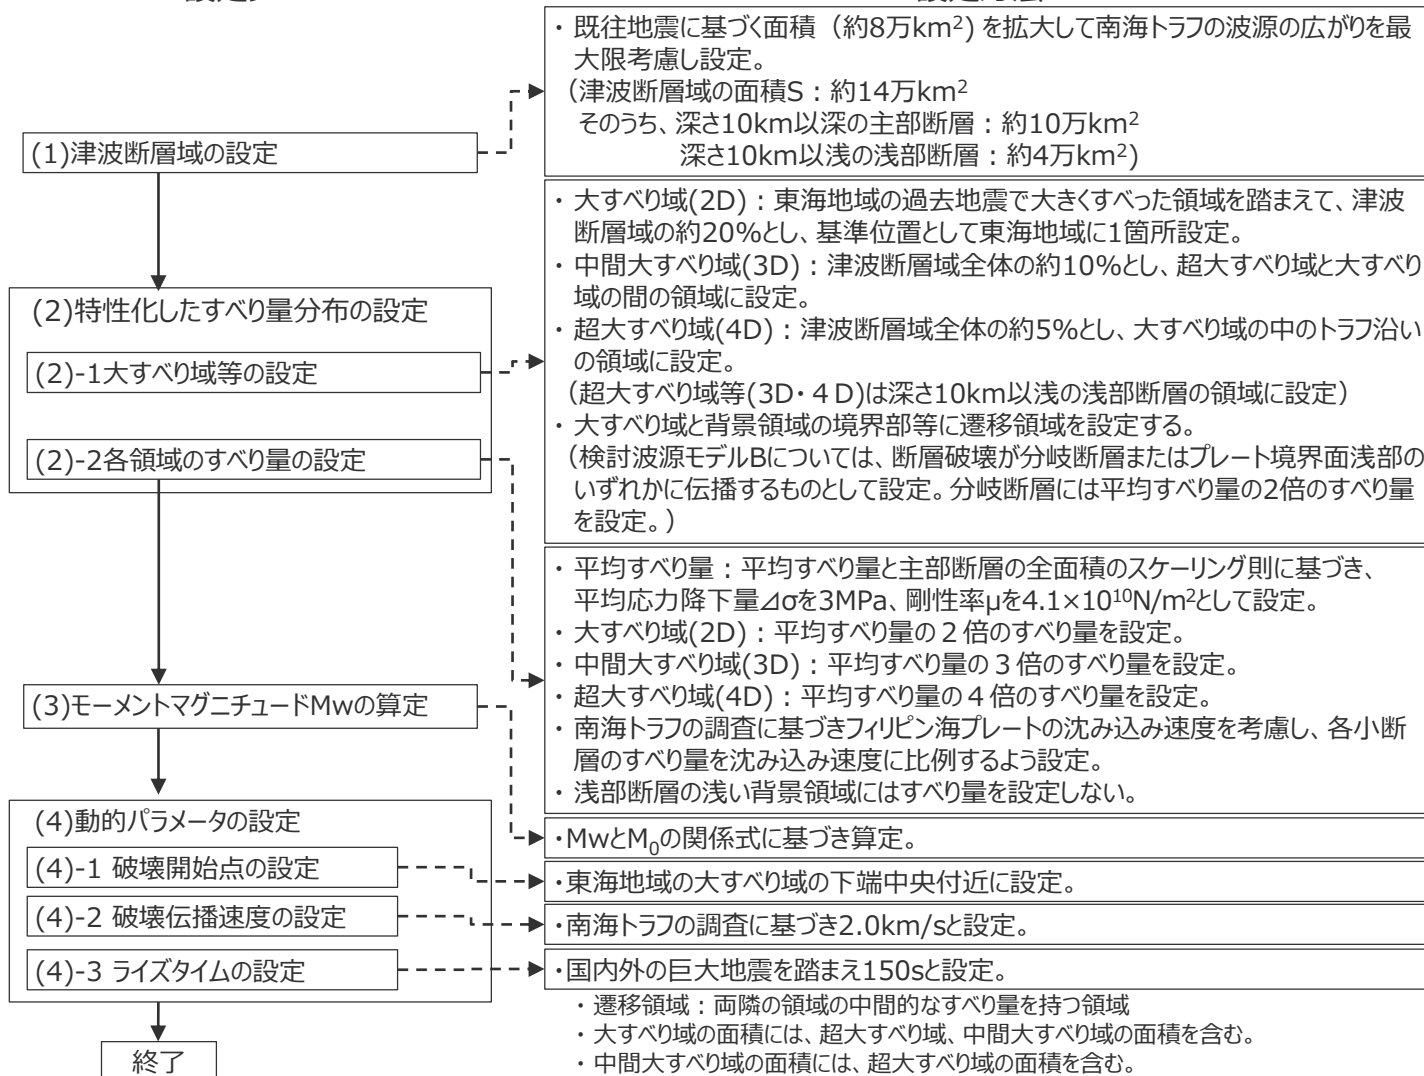 (1)津波断層域の設定
(2)特性化したすべり量分布の設定
(2)-1大すべり域等の設定
(2)-2各領域のすべり量の設定
(3)モーメントマグニチュードMwの算定
(4)動的パラメータの設定
(4)-1 破壊開始点の設定
(4)-2 破壊伝播速度の設定
(4)-3 ライズタイムの設定
終了
・ 既往地震に基づく面積（約8万km²) を拡大して南海トラフの波源の広がりを最
大限考慮し設定。
（津波断層域の面積S：約14万km²
そのうち、深さ10km以深の主部断層：約10万km²
深さ10km以浅の浅部断層：約4万km²)
・ 大すべり域(2D)：東海地域の過去地震で大きくすべった領域を踏まえて、津波
断層域の約20%とし、基準位置として東海地域に1箇所設定。
・ 中間大すべり域(3D)：津波断層域全体の約10%とし、超大すべり域と大すべり
域の間の領域に設定。
・ 超大すべり域(4D)：津波断層域全体の約5%とし、大すべり域の中のトラフ沿い
の領域に設定。
（超大すべり域等(3D・４Ｄ)は深さ10km以浅の浅部断層の領域に設定）
・ 大すべり域と背景領域の境界部等に遷移領域を設定する。
（検討波源モデルBについては、断層破壊が分岐断層またはプレート境界面浅部の
いずれかに伝播するものとして設定。分岐断層には平均すべり量の2倍のすべり量
を設定。）
・ 平均すべり量：平均すべり量と主部断層の全面積のスケーリング則に基づき、
平均応力降下量⊿σを3MPa、剛性率μを4.1×10¹⁰N/m²として設定。
・ 大すべり域(2D)：平均すべり量の２倍のすべり量を設定。
・ 中間大すべり域(3D)：平均すべり量の３倍のすべり量を設定。
・ 超大すべり域(4D)：平均すべり量の４倍のすべり量を設定。
・ 南海トラフの調査に基づきフィリピン海プレートの沈み込み速度を考慮し、各小断
層のすべり量を沈み込み速度に比例するよう設定。
・ 浅部断層の浅い背景領域にはすべり量を設定しない。
・MwとM₀の関係式に基づき算定。
・東海地域の大すべり域の下端中央付近に設定。
・南海トラフの調査に基づき2.0km/sと設定。
・国内外の巨大地震を踏まえ150sと設定。
・ 遷移領域：両隣の領域の中間的なすべり量を持つ領域
・ 大すべり域の面積には、超大すべり域、中間大すべり域の面積を含む。
・ 中間大すべり域の面積には、超大すべり域の面積を含む。